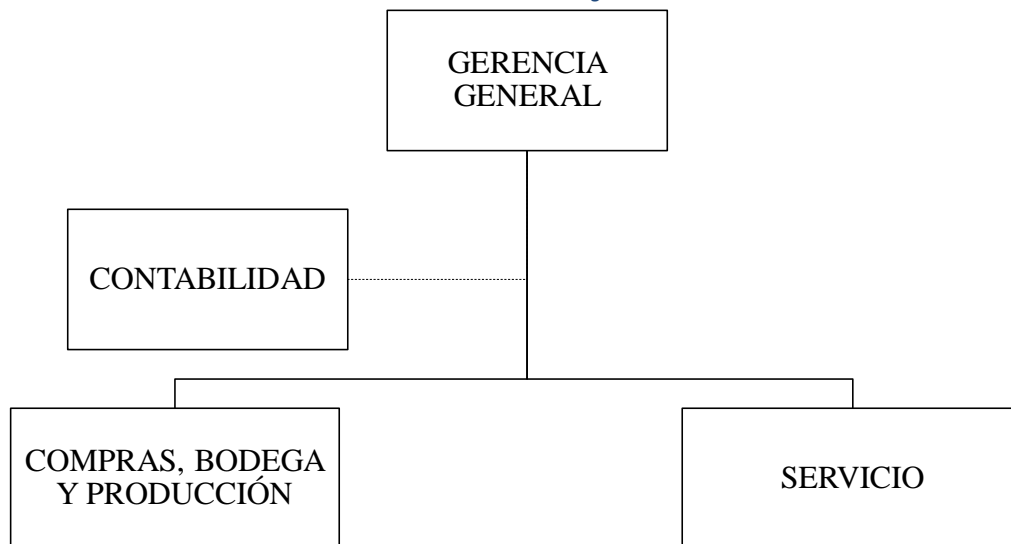 GERENCIA
GENERAL
CONTABILIDAD
COMPRAS, BODEGA
Y PRODUCCIÓN
SERVICIO